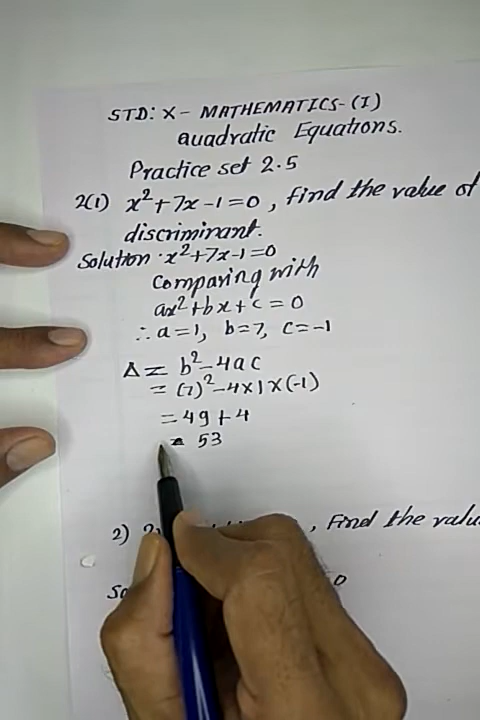 STD: X - MATHEMATICS-(I)
Quadratic Equations.
Practice set 2.5
2(1) x²+7x-1=0, find the value of
discriminant.
Solution · x²+7x-1=0
Comparing with
ax²+bx+c=0
∴ a=1, b=7, c=-1
Δ = b²-4ac
= (7)²-4×1×(-1)
= 49+4
= 53
2) , Find the value